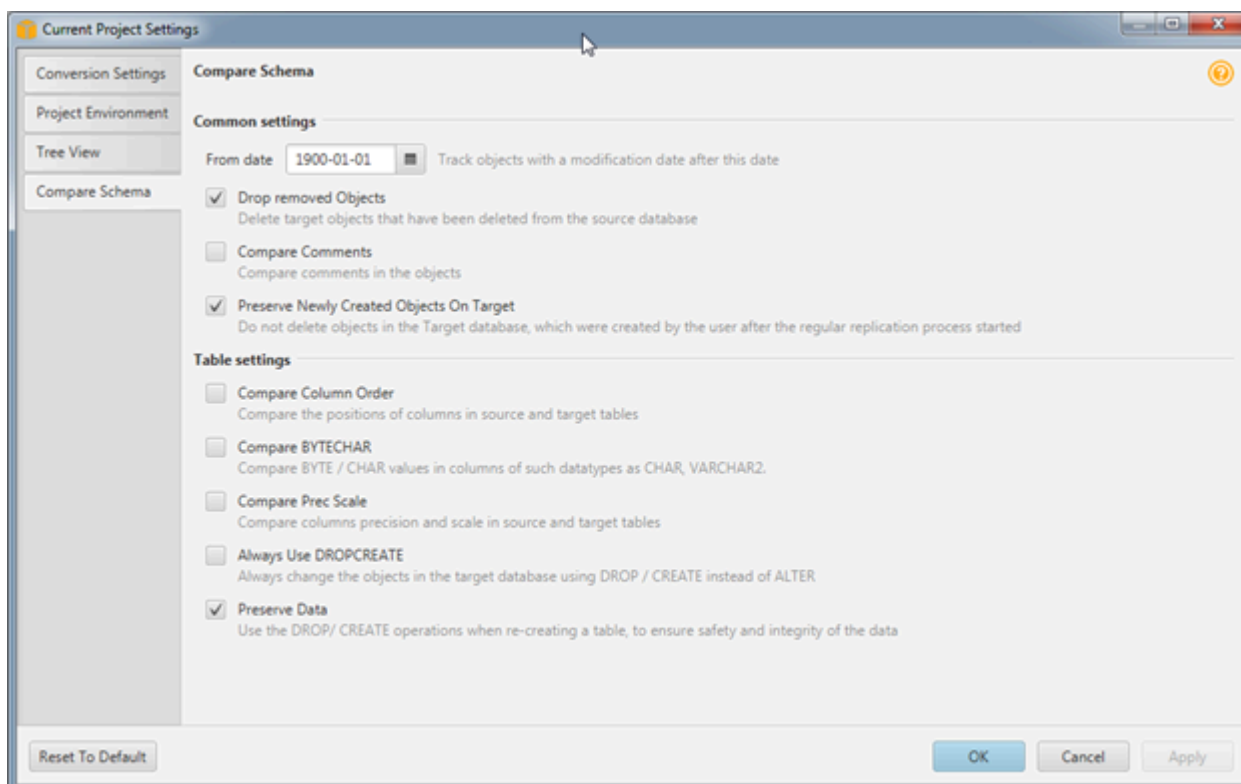 Current Project Settings
Conversion Settings
Project Environment
Tree View
Compare Schema
Compare Schema
Common settings
From date 1900-01-01 Track objects with a modification date after this date
Drop removed Objects
Delete target objects that have been deleted from the source database
Compare Comments
Compare comments in the objects
Preserve Newly Created Objects On Target
Do not delete objects in the Target database, which were created by the user after the regular replication process started
Table settings
Compare Column Order
Compare the positions of columns in source and target tables
Compare BYTECHAR
Compare BYTE / CHAR values in columns of such datatypes as CHAR, VARCHAR2.
Compare Prec Scale
Compare columns precision and scale in source and target tables
Always Use DROPCREATE
Always change the objects in the target database using DROP / CREATE instead of ALTER
Preserve Data
Use the DROP/ CREATE operations when re-creating a table, to ensure safety and integrity of the data
Reset To Default OK Cancel Apply